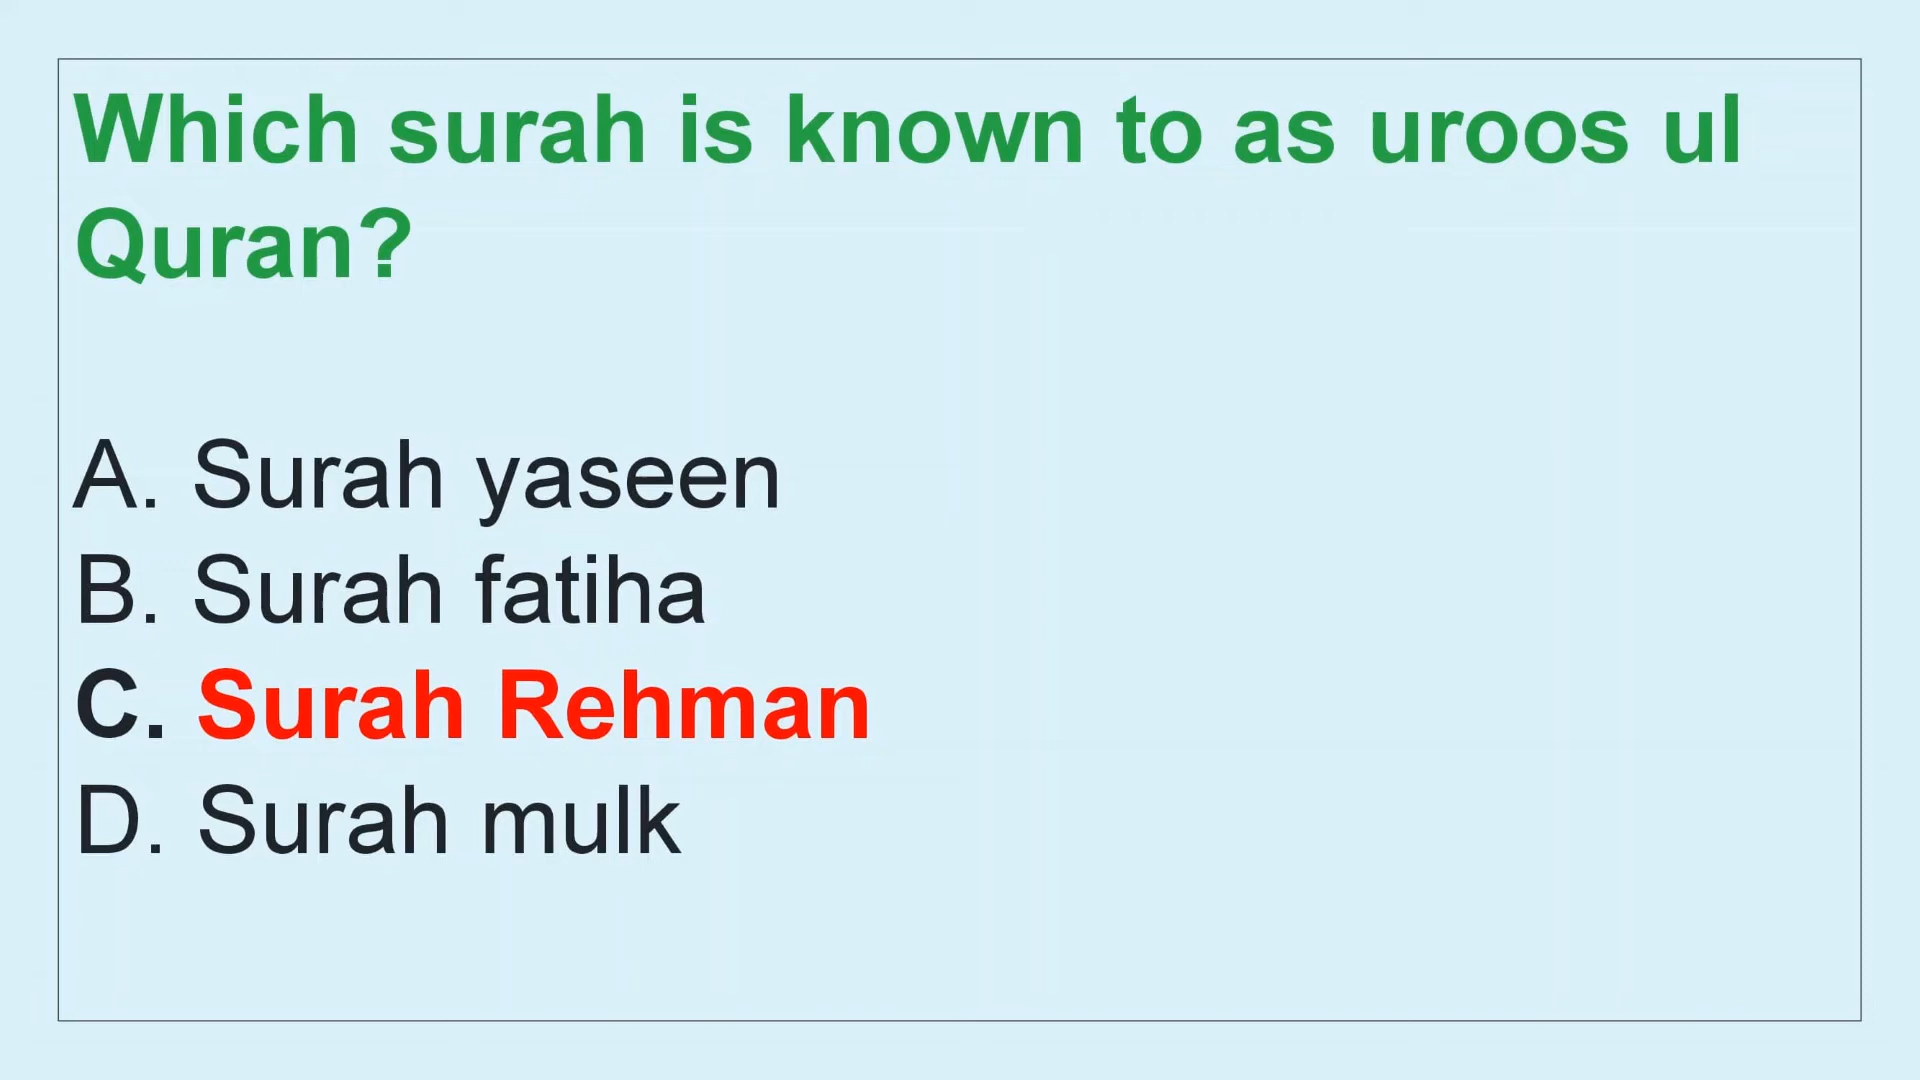 Which surah is known to as uroos ul
Quran?
A. Surah yaseen
B. Surah fatiha
C. Surah Rehman
D. Surah mulk